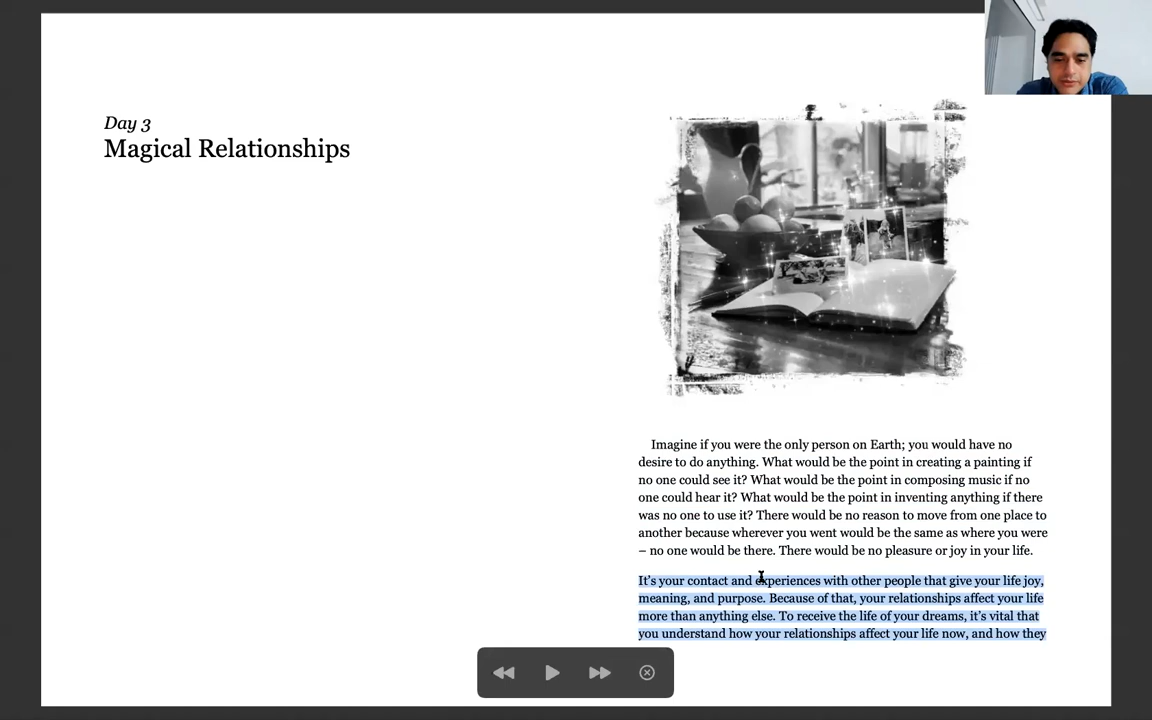 Day 3
Magical Relationships
Imagine if you were the only person on Earth; you would have no
desire to do anything. What would be the point in creating a painting if
no one could see it? What would be the point in composing music if no
one could hear it? What would be the point in inventing anything if there
was no one to use it? There would be no reason to move from one place to
another because wherever you went would be the same as where you were
– no one would be there. There would be no pleasure or joy in your life.
It’s your contact and experiences with other people that give your life joy,
meaning, and purpose. Because of that, your relationships affect your life
more than anything else. To receive the life of your dreams, it’s vital that
you understand how your relationships affect your life now, and how they